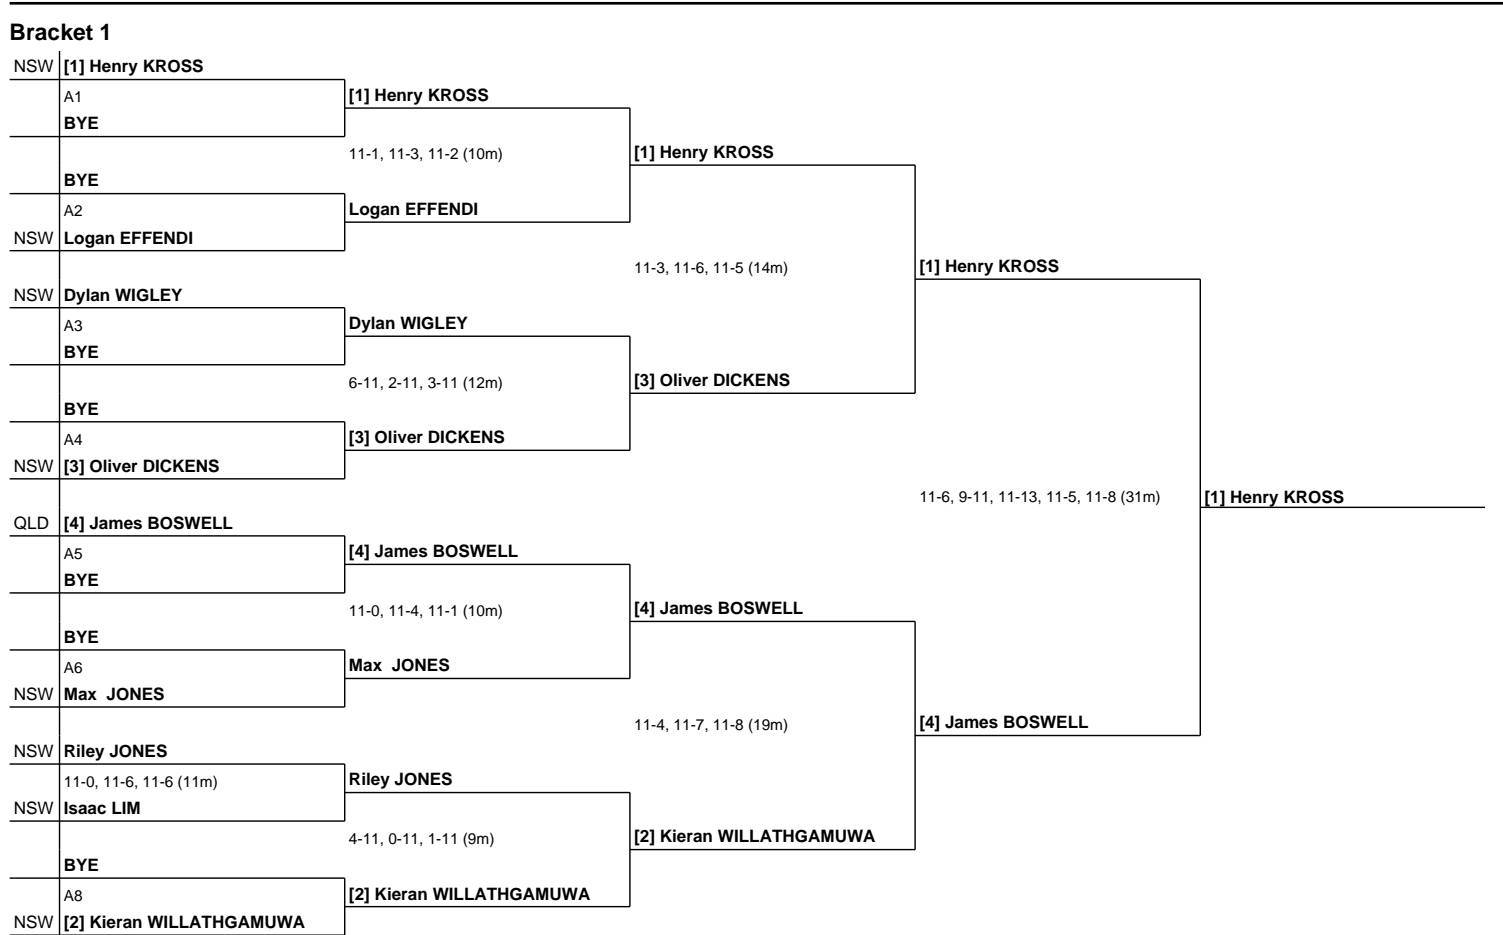 Bracket 1
NSW [1] Henry KROSS
A1 [1] Henry KROSS
BYE
11-1, 11-3, 11-2 (10m) [1] Henry KROSS
BYE
A2 Logan EFFENDI
NSW Logan EFFENDI
11-3, 11-6, 11-5 (14m) [1] Henry KROSS
NSW Dylan WIGLEY
A3 Dylan WIGLEY
BYE
6-11, 2-11, 3-11 (12m) [3] Oliver DICKENS
BYE
A4 [3] Oliver DICKENS
NSW [3] Oliver DICKENS
11-6, 9-11, 11-13, 11-5, 11-8 (31m) [1] Henry KROSS
QLD [4] James BOSWELL
A5 [4] James BOSWELL
BYE
11-0, 11-4, 11-1 (10m) [4] James BOSWELL
BYE
A6 Max  JONES
NSW Max  JONES
11-4, 11-7, 11-8 (19m) [4] James BOSWELL
NSW Riley JONES
11-0, 11-6, 11-6 (11m) Riley JONES
NSW Isaac LIM
4-11, 0-11, 1-11 (9m) [2] Kieran WILLATHGAMUWA
BYE
A8 [2] Kieran WILLATHGAMUWA
NSW [2] Kieran WILLATHGAMUWA